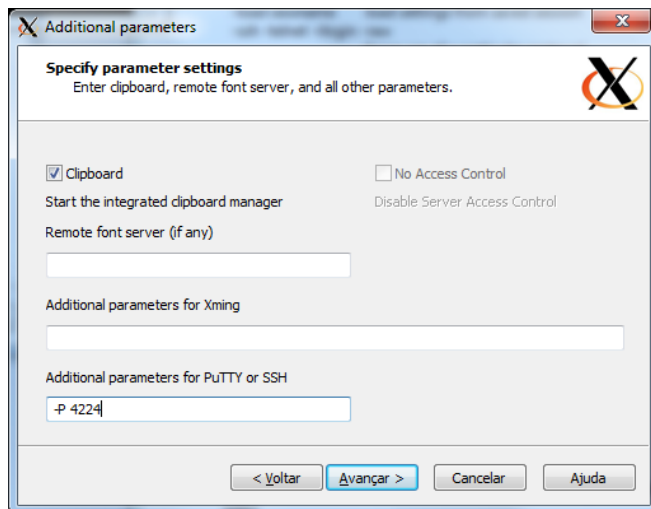 Additional parameters
Specify parameter settings
Enter clipboard, remote font server, and all other parameters.
Clipboard
No Access Control
Start the integrated clipboard manager
Disable Server Access Control
Remote font server (if any)
Additional parameters for Xming
Additional parameters for PuTTY or SSH
-P 4224
< Voltar
Avançar >
Cancelar
Ajuda